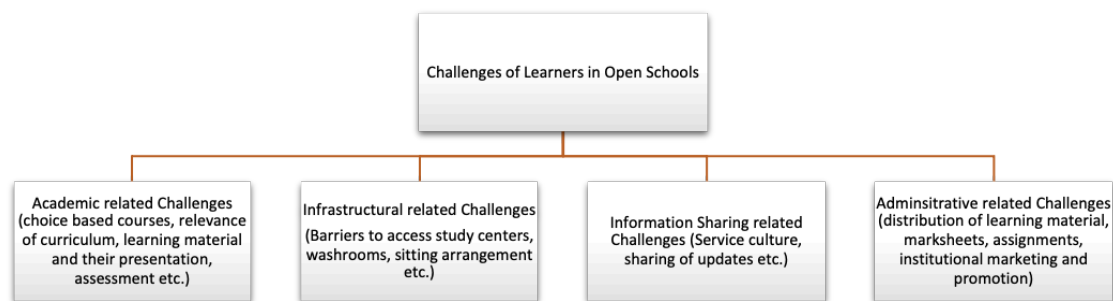 Challenges of Learners in Open Schools
Academic related Challenges
(choice based courses, relevance
of curriculum, learning material
and their presentation,
assessment etc.)
Infrastructural related Challenges
(Barriers to access study centers,
washrooms, sitting arrangement
etc.)
Information Sharing related
Challenges (Service culture,
sharing of updates etc.)
Adminsitrative related Challenges
(distribution of learning material,
marksheets, assignments,
institutional marketing and
promotion)